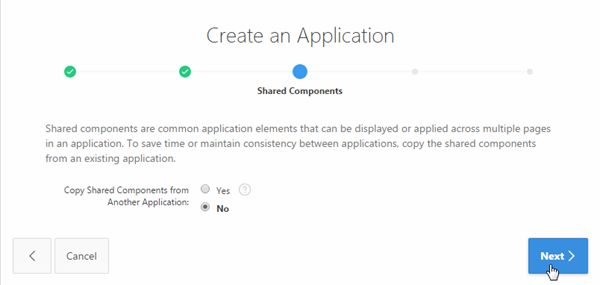 Create an Application
Shared Components
Shared components are common application elements that can be displayed or applied across multiple pages
in an application. To save time or maintain consistency between applications, copy the shared components
from an existing application.
Copy Shared Components from
Another Application:
Yes ?
No
Cancel
Next